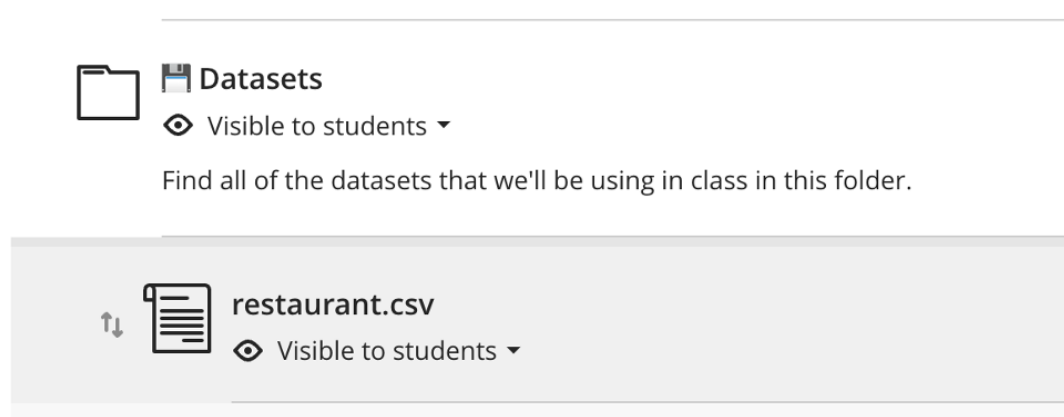 💾 Datasets
Visible to students
Find all of the datasets that we'll be using in class in this folder.
restaurant.csv
Visible to students